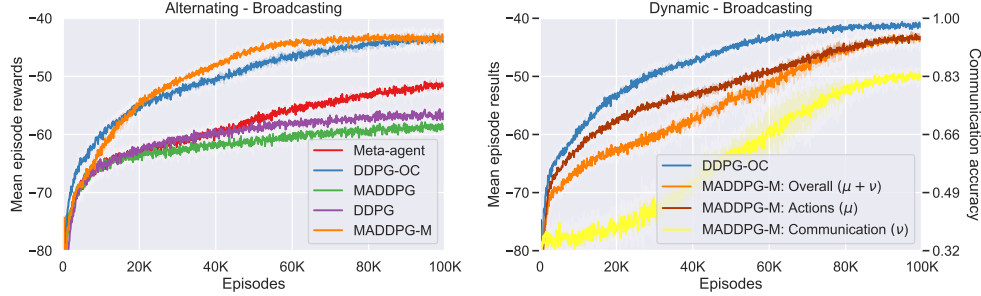 Alternating - Broadcasting
Mean episode rewards
−40
−50
−60
−70
−80
0
20K
40K
60K
80K
100K
Episodes
Meta-agent
DDPG-OC
MADDPG
DDPG
MADDPG-M
Dynamic - Broadcasting
Mean episode results
−40
−50
−60
−70
−80
0
20K
40K
60K
80K
100K
Episodes
DDPG-OC
MADDPG-M: Overall (μ + ν)
MADDPG-M: Actions (μ)
MADDPG-M: Communication (ν)
1.00
0.83
0.66
0.49
0.32
Communication accuracy